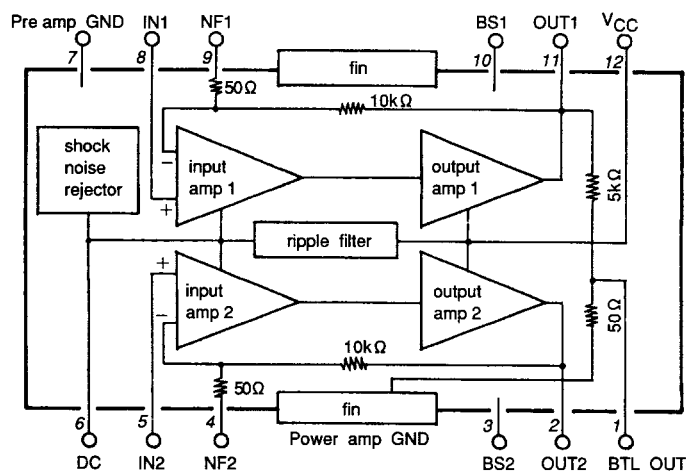 Pre amp GND IN1 NF1 BS1 OUT1 VCC
7 8 9 10 11 12
fin
50Ω
10kΩ
shock
noise
rejector
−
input
amp 1
+
output
amp 1
5kΩ
ripple filter
+
input
amp 2
−
output
amp 2
50Ω
10kΩ
50Ω
fin
6 5 4 3 2 1
Power amp GND
DC IN2 NF2 BS2 OUT2 BTL OUT